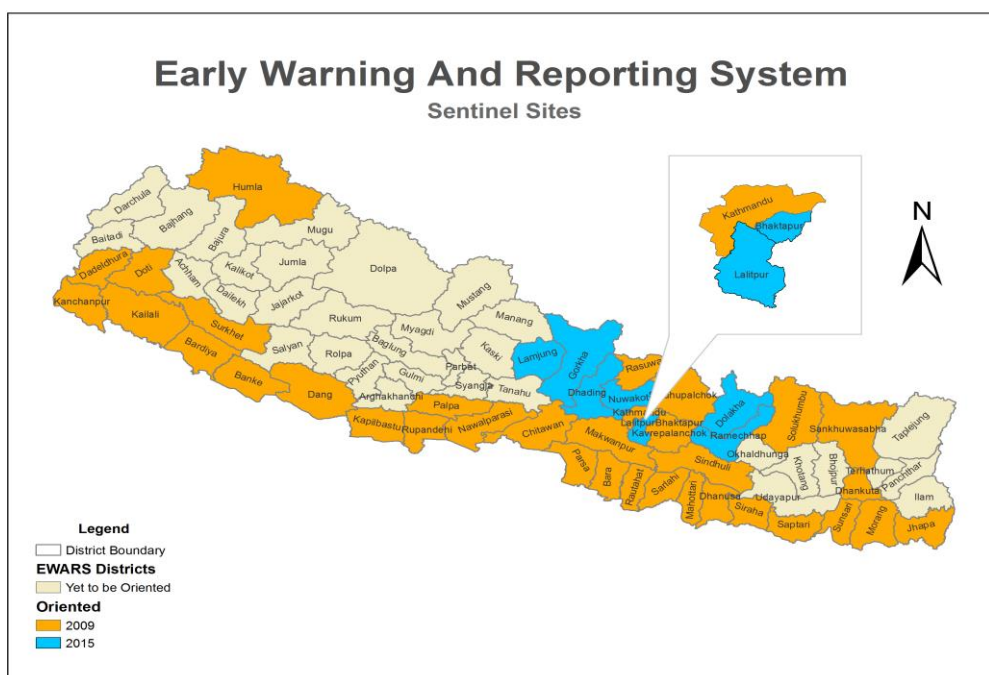 Early Warning And Reporting System
Sentinel Sites
N
Kathmandu
Bhaktapur
Lalitpur
Humla
Darchula
Bajhang
Baitadi
Bajura
Mugu
Dadeldhura
Doti
Achham
Kalikot
Jumla
Dolpa
Mustang
Kanchanpur
Kailali
Dailekh
Jajarkot
Manang
Surkhet
Rukum
Myagdi
Bardiya
Salyan
Rolpa
Baglung
Kaski
Lamjung
Gorkha
Rasuwa
Banke
Dang
Pyuthan
Gulmi
Parbat
Syangja
Tanahu
Dhading
Nuwakot
hupalchok
Dolakha
Solukhumbu
Sankhuwasabha
Taplejung
Arghakhanchi
Palpa
Kathmandu
Lalitpur
Bhaktapur
Kavrepalanchok
Ramechhap
Kapilbastu
Rupandehi
Nawalparasi
Chitawan
Makwanpur
Okhaldhunga
Khotang
Bhojpur
Terhathum
Panchthar
Parsa
Bara
Rautahat
Sarlahi
Mahottari
Dhanusa
Sindhuli
Siraha
Udayapur
Saptari
Dhankuta
Sunsari
Morang
Jhapa
Ilam
Legend
District Boundary
EWARS Districts
Yet to be Oriented
Oriented
2009
2015